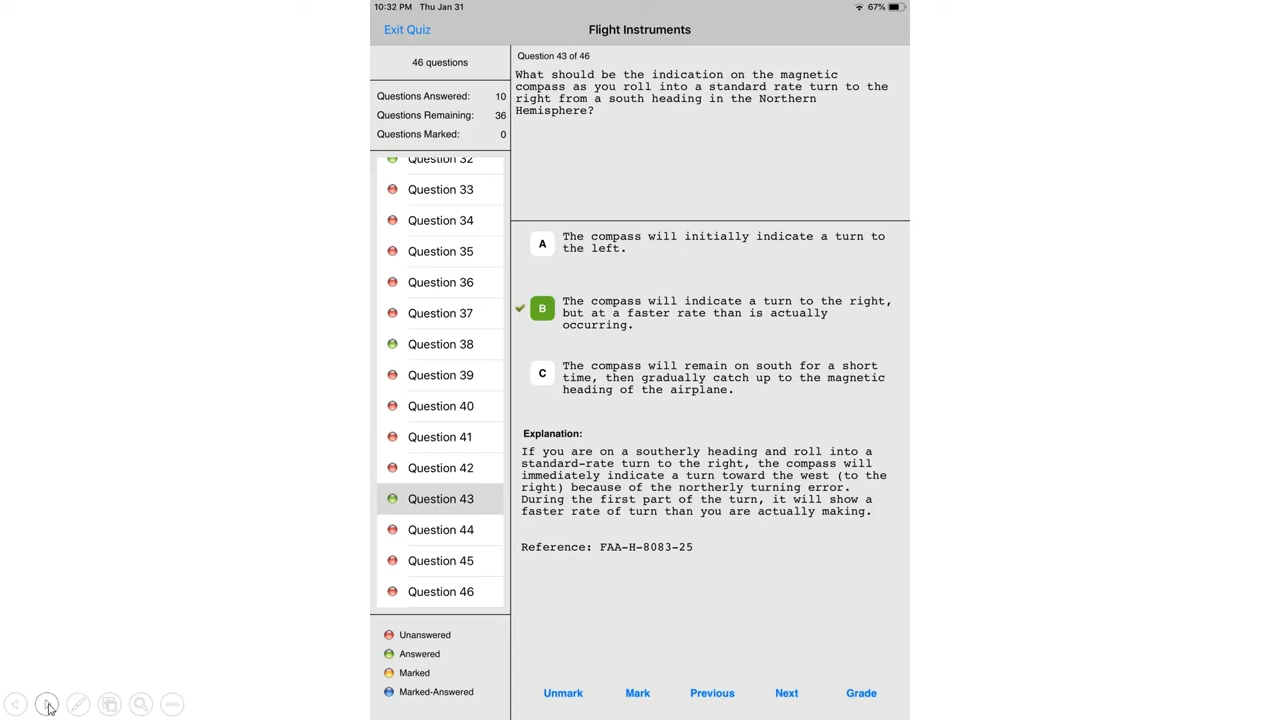 10:32 PM Thu Jan 31
67%
Exit Quiz
Flight Instruments
46 questions
Questions Answered: 10
Questions Remaining: 36
Questions Marked: 0
Question 32
Question 33
Question 34
Question 35
Question 36
Question 37
Question 38
Question 39
Question 40
Question 41
Question 42
Question 43
Question 44
Question 45
Question 46
Unanswered
Answered
Marked
Marked-Answered
Question 43 of 46
What should be the indication on the magnetic
compass as you roll into a standard rate turn to the
right from a south heading in the Northern
Hemisphere?
A
The compass will initially indicate a turn to
the left.
B
The compass will indicate a turn to the right,
but at a faster rate than is actually
occurring.
C
The compass will remain on south for a short
time, then gradually catch up to the magnetic
heading of the airplane.
Explanation:
If you are on a southerly heading and roll into a
standard-rate turn to the right, the compass will
immediately indicate a turn toward the west (to the
right) because of the northerly turning error.
During the first part of the turn, it will show a
faster rate of turn than you are actually making.
Reference: FAA-H-8083-25
Unmark
Mark
Previous
Next
Grade